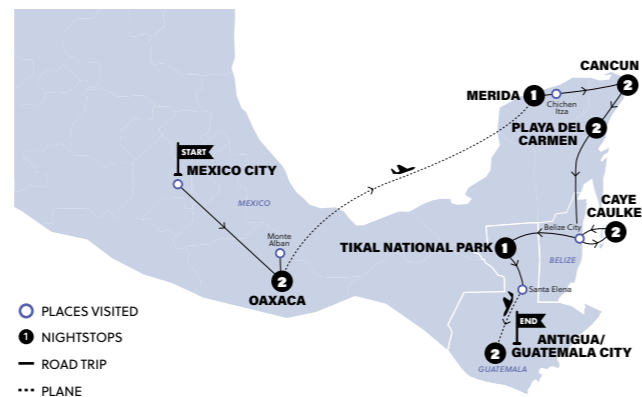 CANCUN
2
MERIDA 1
Chichen
Itza
PLAYA DEL
CARMEN
2
START
MEXICO CITY
MEXICO
CAYE
CAULKE
2
Belize City
Monte
Alban
TIKAL NATIONAL PARK 1
BELIZE
2
OAXACA
Santa Elena
PLACES VISITED
END
1 NIGHTSTOPS
ANTIGUA/
GUATEMALA CITY
2
ROAD TRIP
GUATEMALA
PLANE